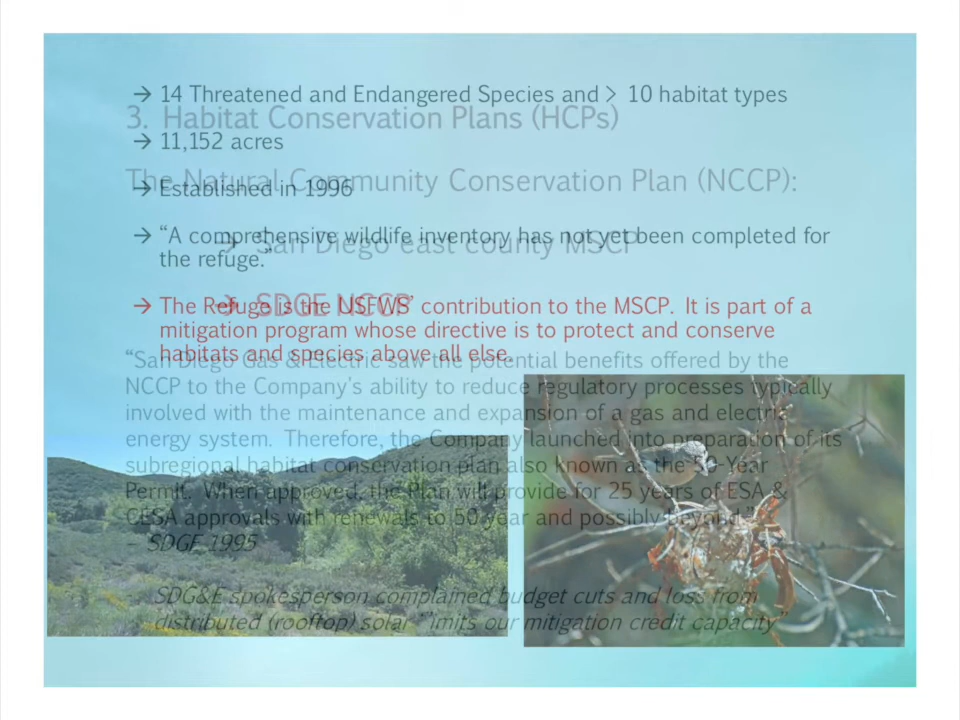 → 14 Threatened and Endangered Species and > 10 habitat types
3. Habitat Conservation Plans (HCPs)
→ 11,152 acres
The Natural Community Conservation Plan (NCCP):
→ Established in 1996
→ “A comprehensive wildlife inventory has not yet been completed for
the refuge.”
→ San Diego east county MSCP
→ The Refuge is the USFWS’ contribution to the MSCP. It is part of a
mitigation program whose directive is to protect and conserve
habitats and species above all else.
→ SDGE NCCP
“San Diego Gas & Electric saw the potential benefits offered by the
NCCP to the Company’s ability to reduce regulatory processes typically
involved with the maintenance and expansion of a gas and electric
energy system. Therefore, the Company launched into preparation of its
subregional habitat conservation plan also known as the 50-Year
Permit. When approved, the Plan will provide for 25 years of ESA &
CESA approvals with renewals to 50 year and possibly beyond.”
– SDGE 1995
SDG&E spokesperson complained budget cuts and loss from
distributed (rooftop) solar “limits our mitigation credit capacity